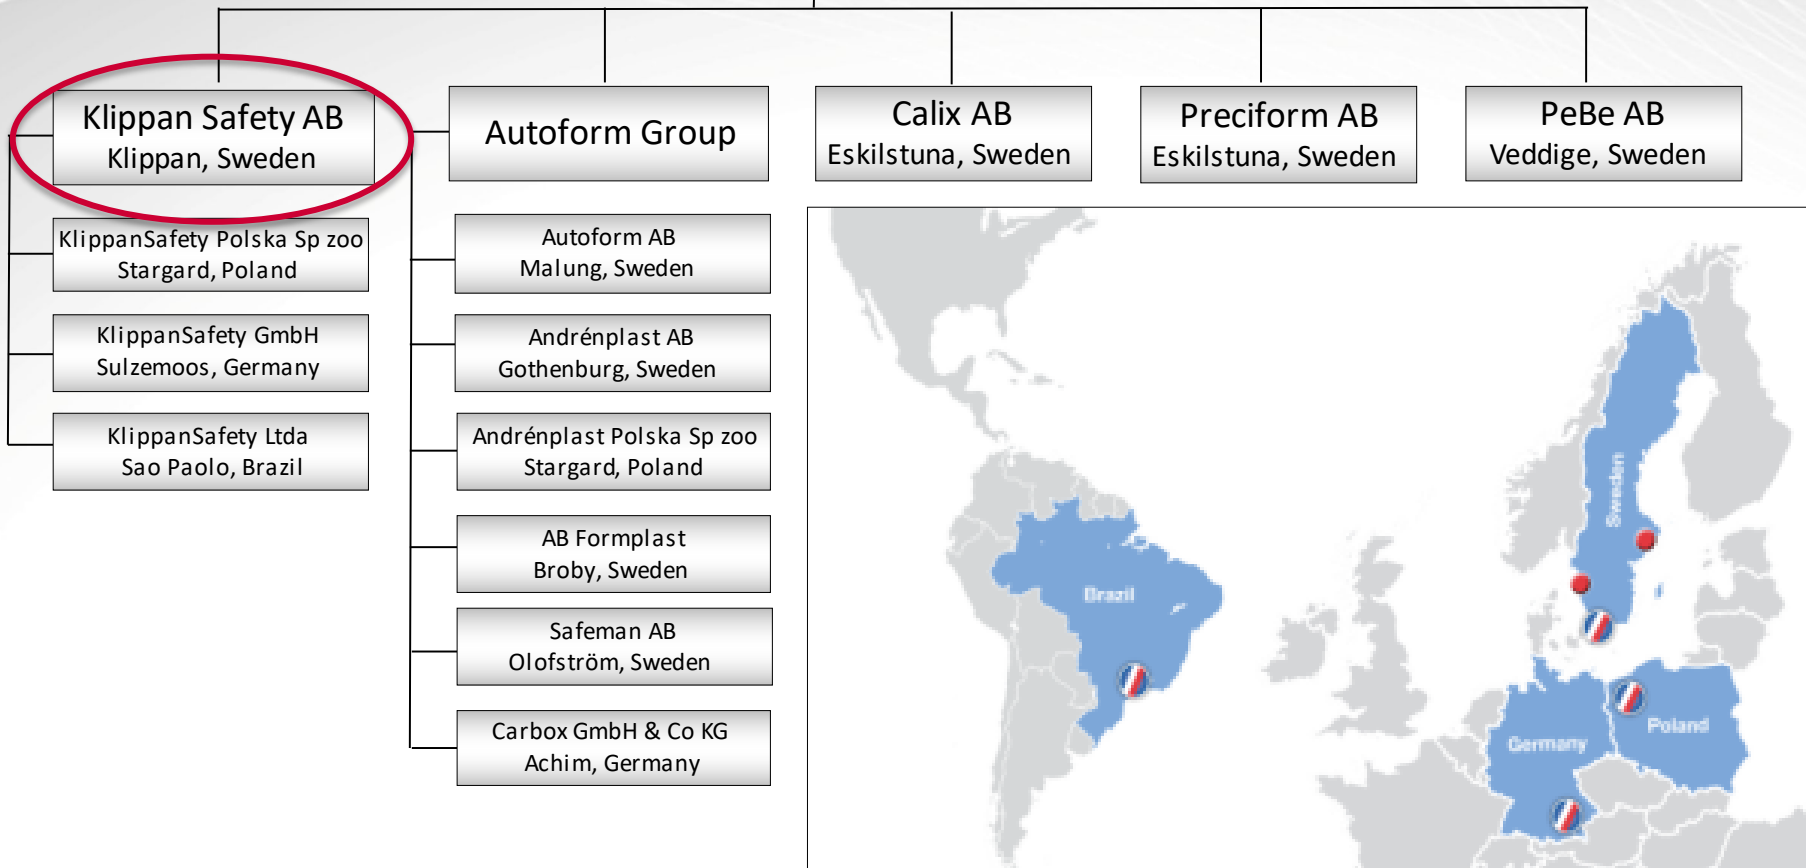 Klippan Safety AB
Klippan, Sweden
Autoform Group
Calix AB
Eskilstuna, Sweden
Preciform AB
Eskilstuna, Sweden
PeBe AB
Veddige, Sweden
KlippanSafety Polska Sp zoo
Stargard, Poland
KlippanSafety GmbH
Sulzemoos, Germany
KlippanSafety Ltda
Sao Paolo, Brazil
Autoform AB
Malung, Sweden
Andrénplast AB
Gothenburg, Sweden
Andrénplast Polska Sp zoo
Stargard, Poland
AB Formplast
Broby, Sweden
Safeman AB
Olofström, Sweden
Carbox GmbH & Co KG
Achim, Germany
Sweden
Brazil
Poland
Germany